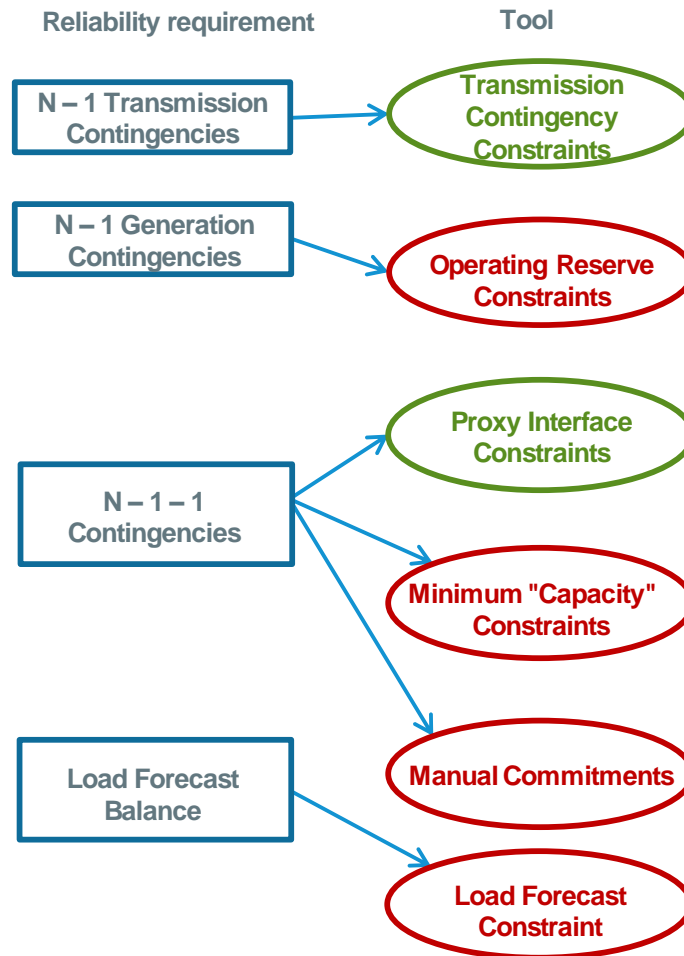 Reliability requirement
Tool
N – 1 Transmission
Contingencies
Transmission
Contingency
Constraints
N – 1 Generation
Contingencies
Operating Reserve
Constraints
Proxy Interface
Constraints
N – 1 – 1
Contingencies
Minimum "Capacity"
Constraints
Load Forecast
Balance
Manual Commitments
Load Forecast
Constraint